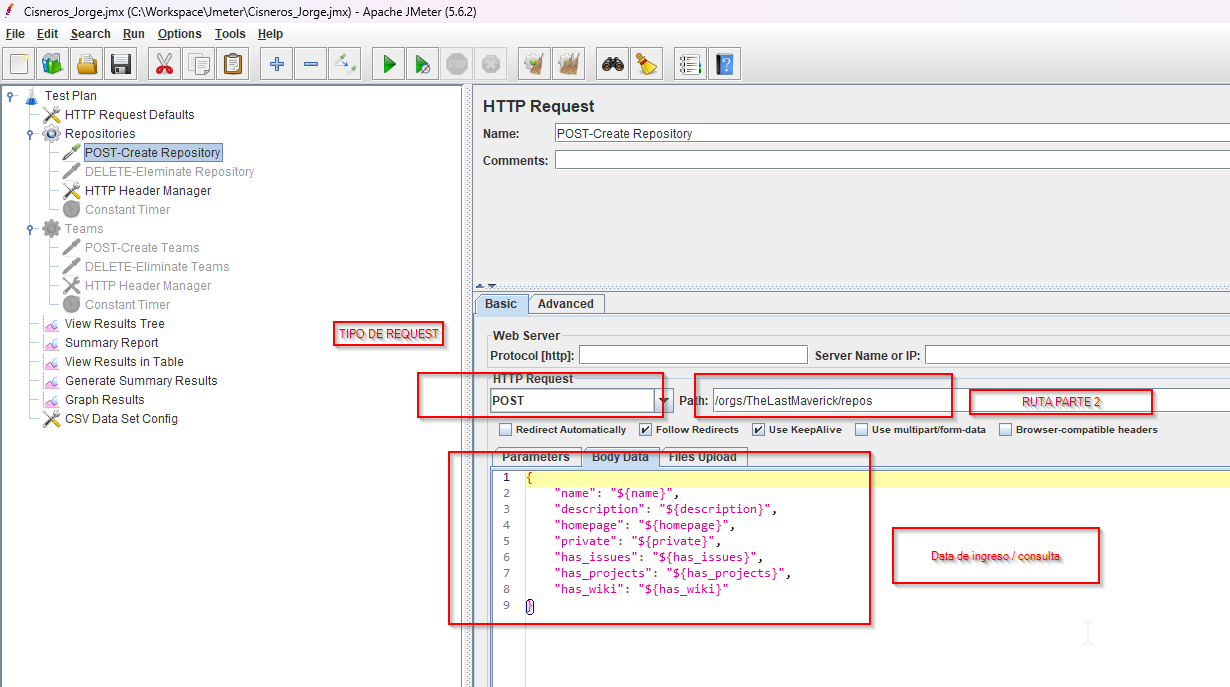 Cisneros_Jorge.jmx (C:\Workspace\Jmeter\Cisneros_Jorge.jmx) - Apache JMeter (5.6.2)
File Edit Search Run Options Tools Help
Test Plan
HTTP Request Defaults
Repositories
POST-Create Repository
DELETE-Eleminate Repository
HTTP Header Manager
Constant Timer
Teams
POST-Create Teams
DELETE-Eliminate Teams
HTTP Header Manager
Constant Timer
View Results Tree
Summary Report
View Results in Table
Generate Summary Results
Graph Results
CSV Data Set Config
TIPO DE REQUEST
HTTP Request
Name: POST-Create Repository
Comments:
Basic Advanced
Web Server
Protocol [http]: Server Name or IP:
HTTP Request
POST Path: /orgs/TheLastMaverick/repos RUTA PARTE 2
Redirect Automatically Follow Redirects Use KeepAlive Use multipart/form-data Browser-compatible headers
Parameters Body Data Files Upload
1 {
2 "name": "${name}",
3 "description": "${description}",
4 "homepage": "${homepage}",
5 "private": "${private}",
6 "has_issues": "${has_issues}",
7 "has_projects": "${has_projects}",
8 "has_wiki": "${has_wiki}"
9 }
Data de ingreso / consulta